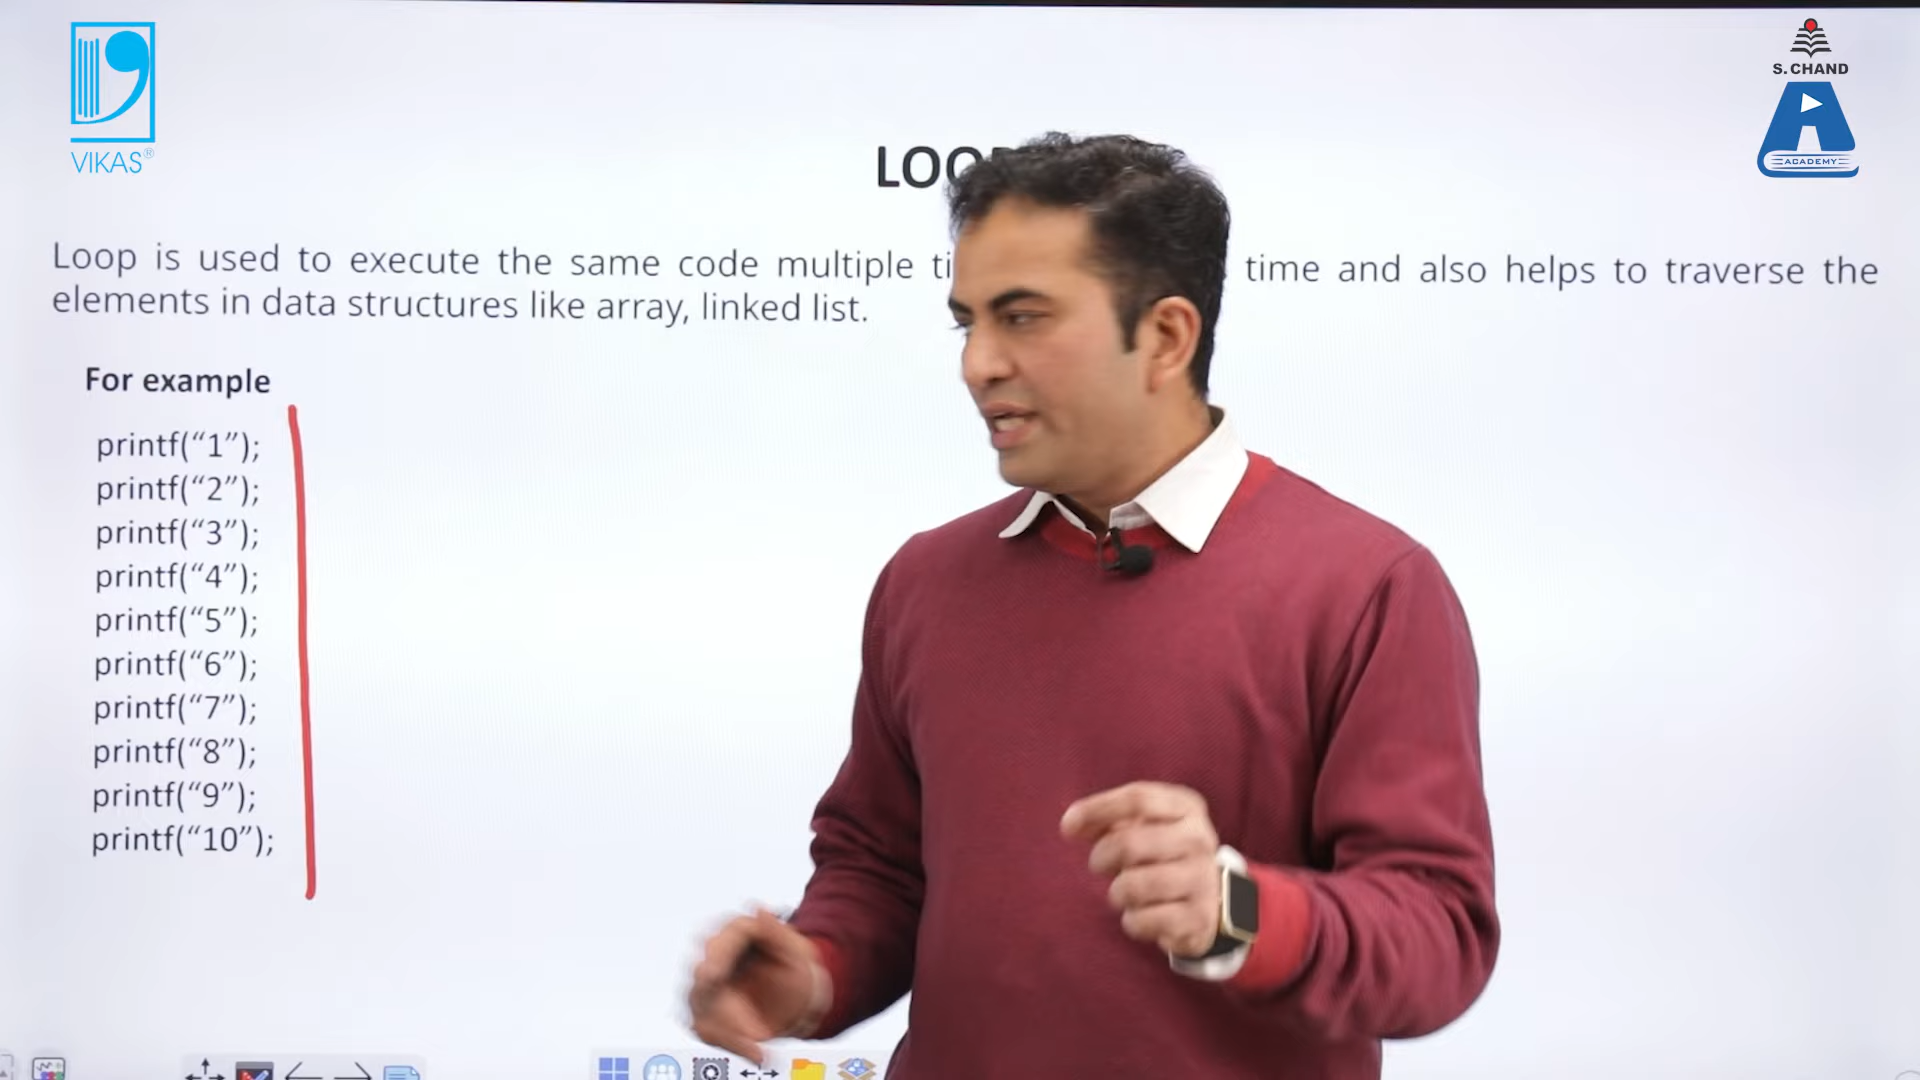 VIKAS®
S. CHAND
ACADEMY
Loop is used to execute the same code multiple time and also helps to traverse the
elements in data structures like array, linked list.
For example
printf(“1”);
printf(“2”);
printf(“3”);
printf(“4”);
printf(“5”);
printf(“6”);
printf(“7”);
printf(“8”);
printf(“9”);
printf(“10”);